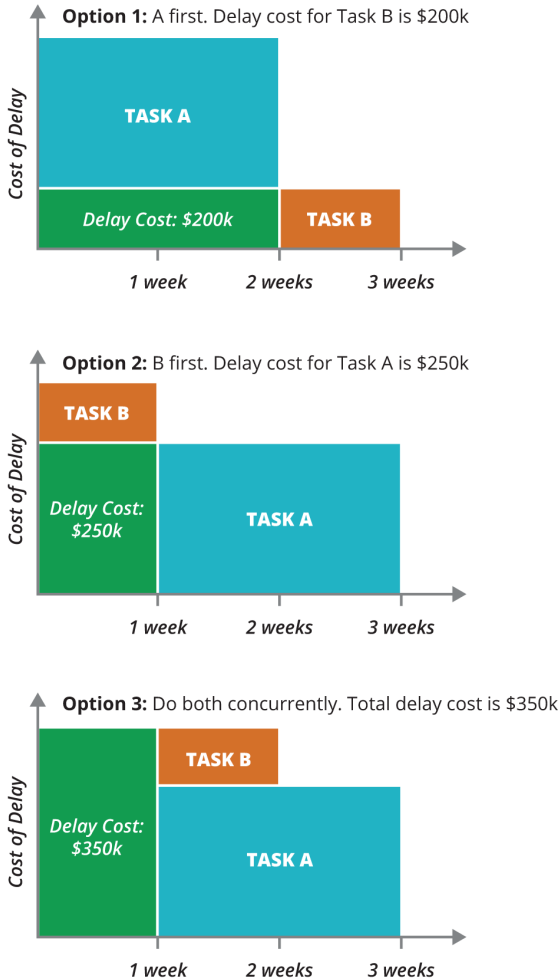 Option 1: A first. Delay cost for Task B is $200k
Cost of Delay
TASK A
Delay Cost: $200k
TASK B
1 week 2 weeks 3 weeks
Option 2: B first. Delay cost for Task A is $250k
Cost of Delay
TASK B
Delay Cost:
$250k
TASK A
1 week 2 weeks 3 weeks
Option 3: Do both concurrently. Total delay cost is $350k
Cost of Delay
TASK B
Delay Cost:
$350k
TASK A
1 week 2 weeks 3 weeks